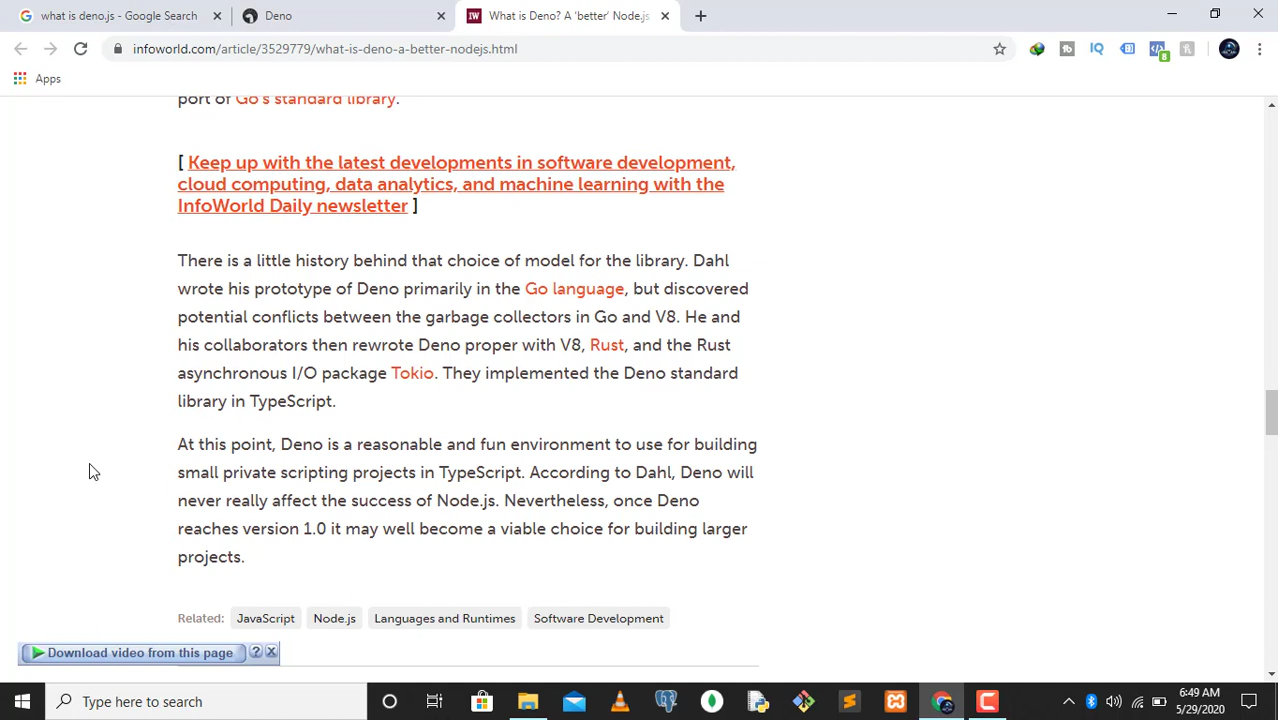 what is deno.js - Google Search
Deno
What is Deno? A 'better' Node.js
infoworld.com/article/3529779/what-is-deno-a-better-nodejs.html
Apps
port of Go's standard library.
[ Keep up with the latest developments in software development,
cloud computing, data analytics, and machine learning with the
InfoWorld Daily newsletter ]
There is a little history behind that choice of model for the library. Dahl
wrote his prototype of Deno primarily in the Go language, but discovered
potential conflicts between the garbage collectors in Go and V8. He and
his collaborators then rewrote Deno proper with V8, Rust, and the Rust
asynchronous I/O package Tokio. They implemented the Deno standard
library in TypeScript.
At this point, Deno is a reasonable and fun environment to use for building
small private scripting projects in TypeScript. According to Dahl, Deno will
never really affect the success of Node.js. Nevertheless, once Deno
reaches version 1.0 it may well become a viable choice for building larger
projects.
Related: JavaScript Node.js Languages and Runtimes Software Development
Download video from this page ?
Type here to search
6:49 AM
5/29/2020